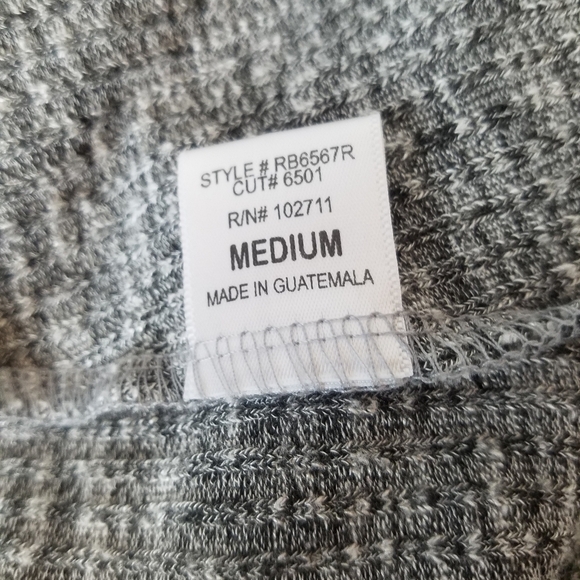 STYLE # RB6567R
CUT# 6501
R/N# 102711
MEDIUM
MADE IN GUATEMALA